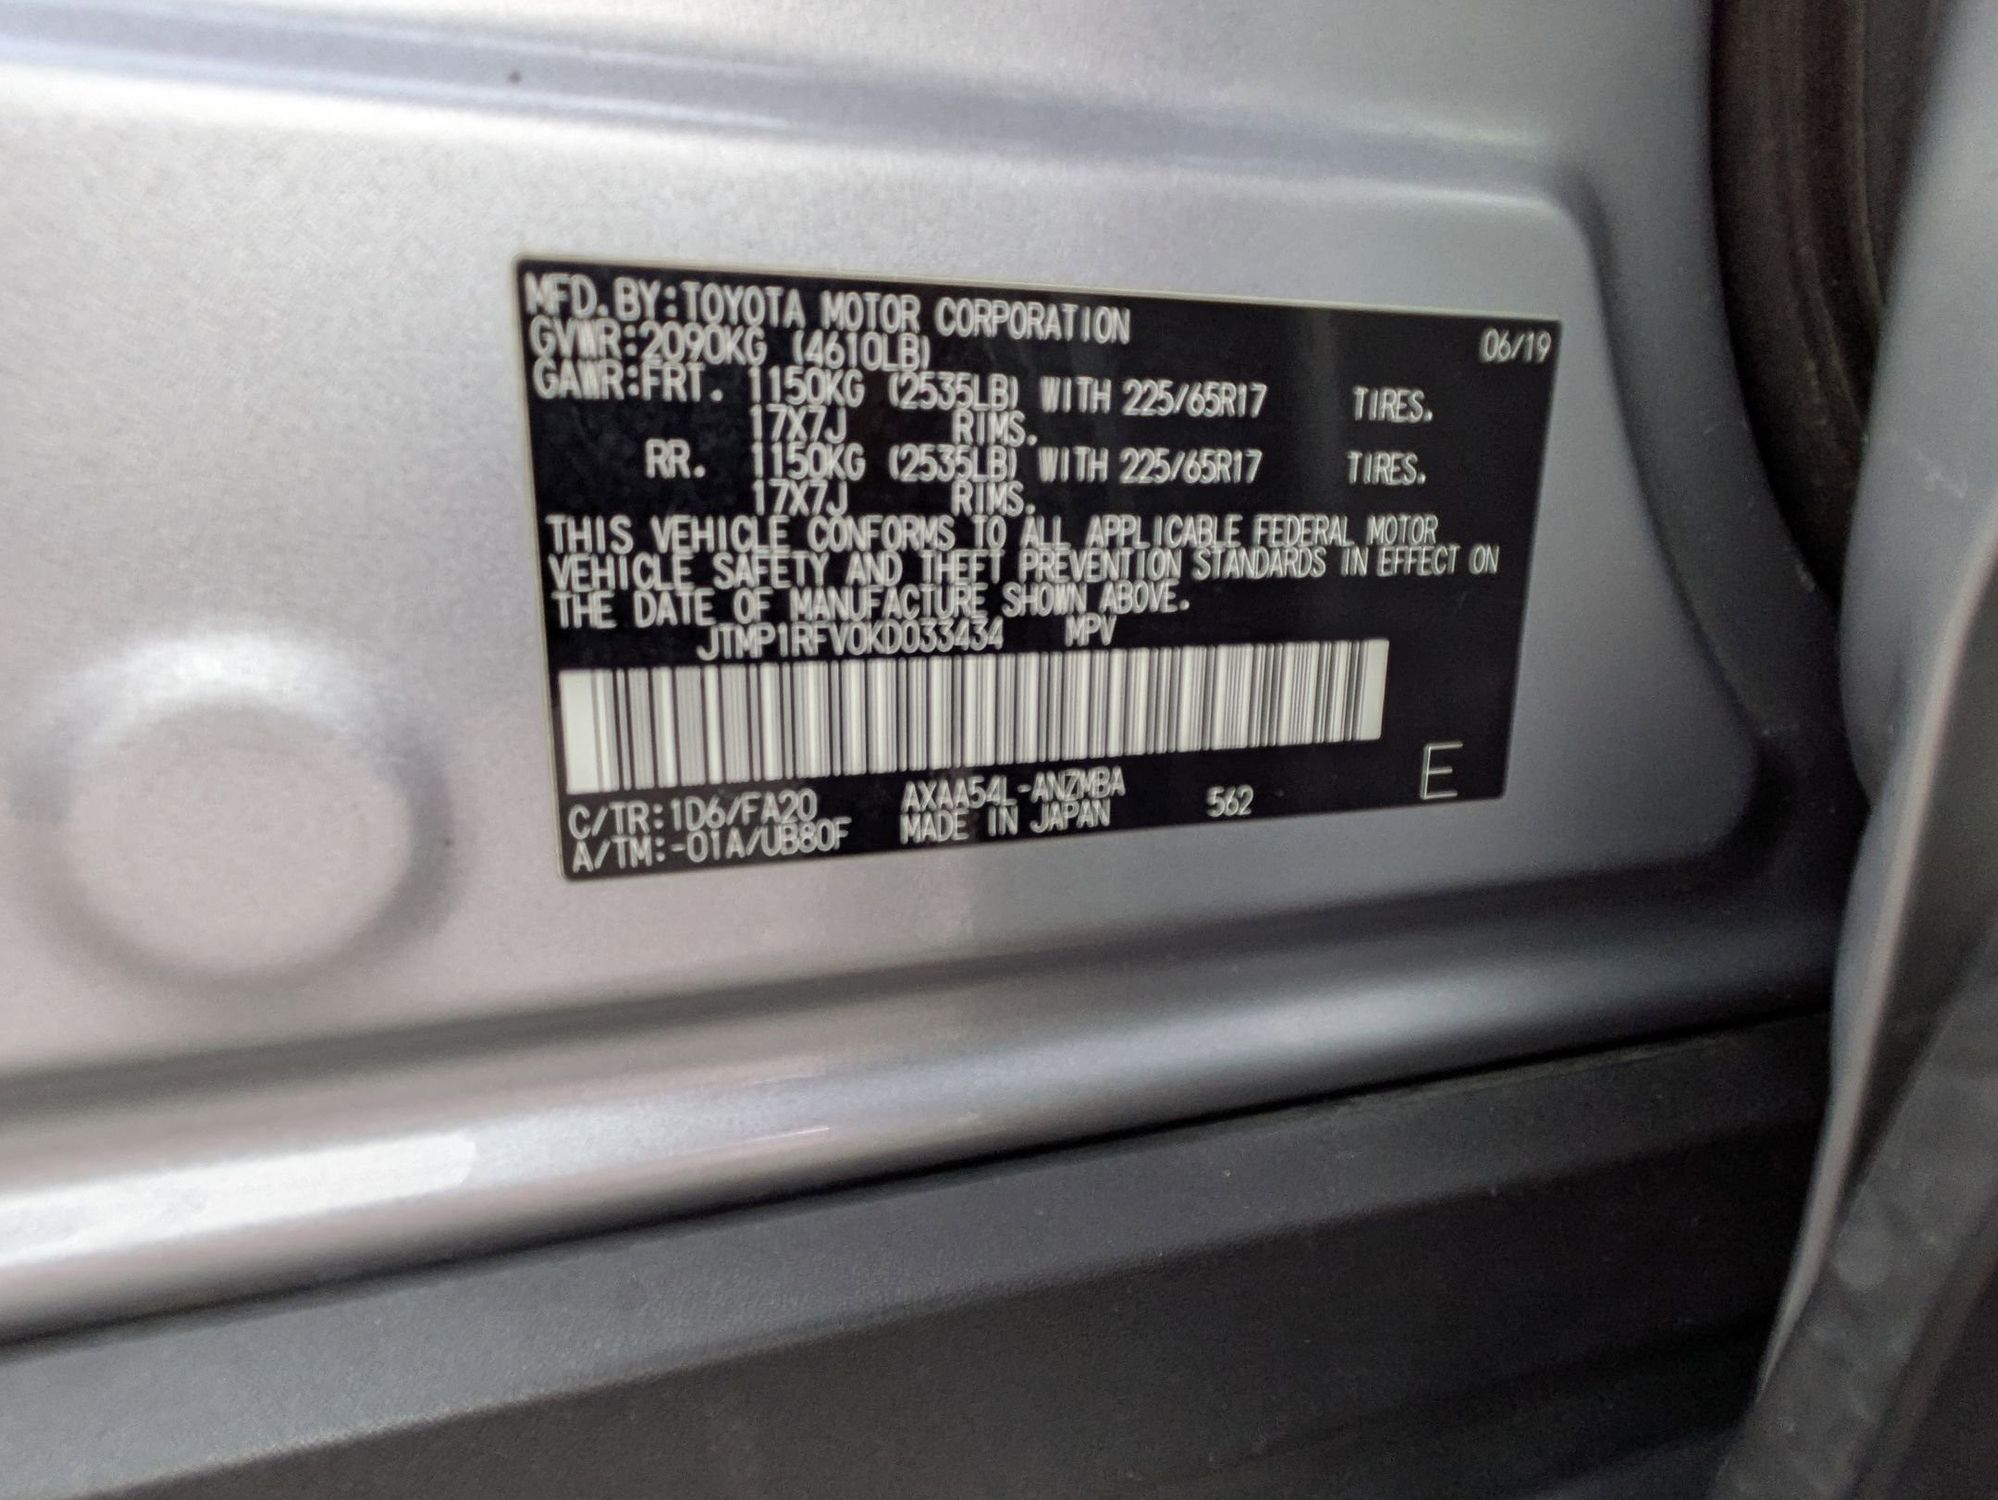 MFD. BY:TOYOTA MOTOR CORPORATION 06/19
GVWR:2090KG (4610LB)
GAWR:FRT. 1150KG (2535LB) WITH 225/65R17 TIRES.
17X7J RIMS.
RR. 1150KG (2535LB) WITH 225/65R17 TIRES.
17X7J RIMS.
THIS VEHICLE CONFORMS TO ALL APPLICABLE FEDERAL MOTOR
VEHICLE SAFETY AND THEFT PREVENTION STANDARDS IN EFFECT ON
THE DATE OF MANUFACTURE SHOWN ABOVE.
JTMP1RFV0KD033434 MPV
C/TR:1D6/FA20 AXAA54L-ANZMBA 562 E
A/TM:-01A/UB80F MADE IN JAPAN